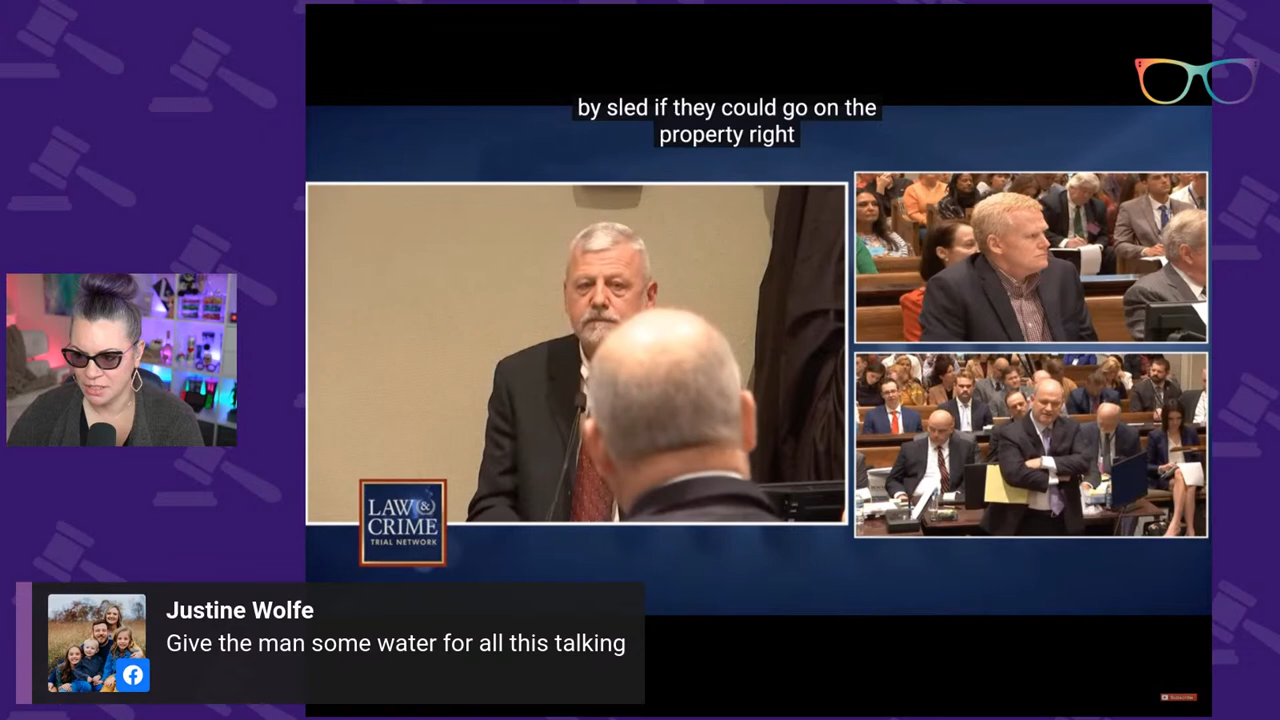 by sled if they could go on the
property right
LAW &
CRIME
TRIAL NETWORK
Justine Wolfe
Give the man some water for all this talking
Subscribe